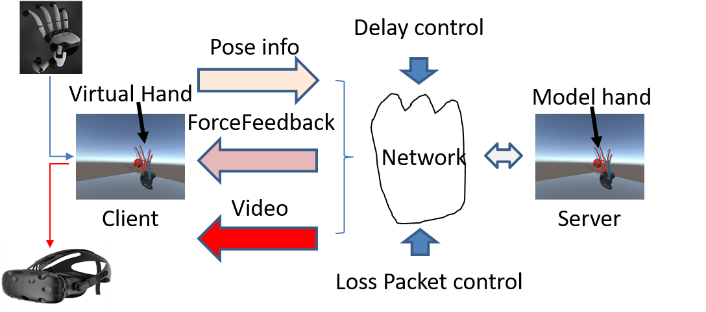 Delay control
Pose info
Virtual Hand
Model hand
ForceFeedback
Network
Video
Client
Server
Loss Packet control